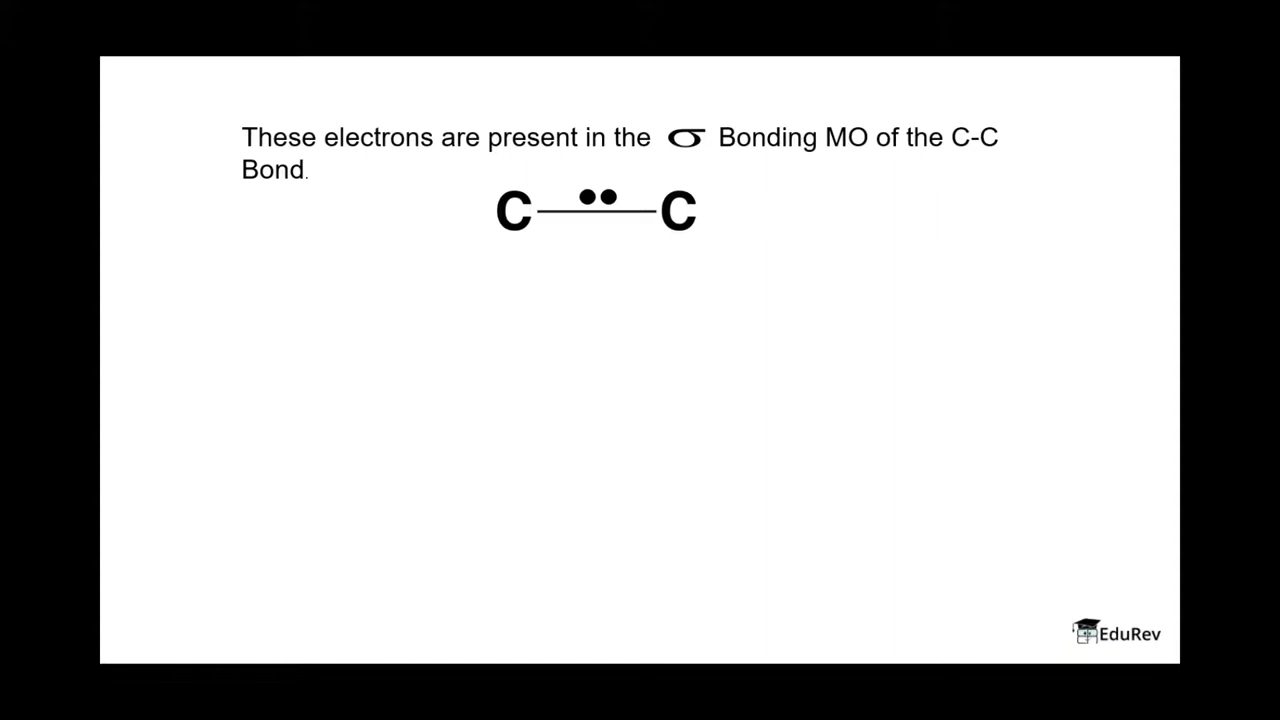 These electrons are present in the σ Bonding MO of the C-C
Bond.
C C
EduRev